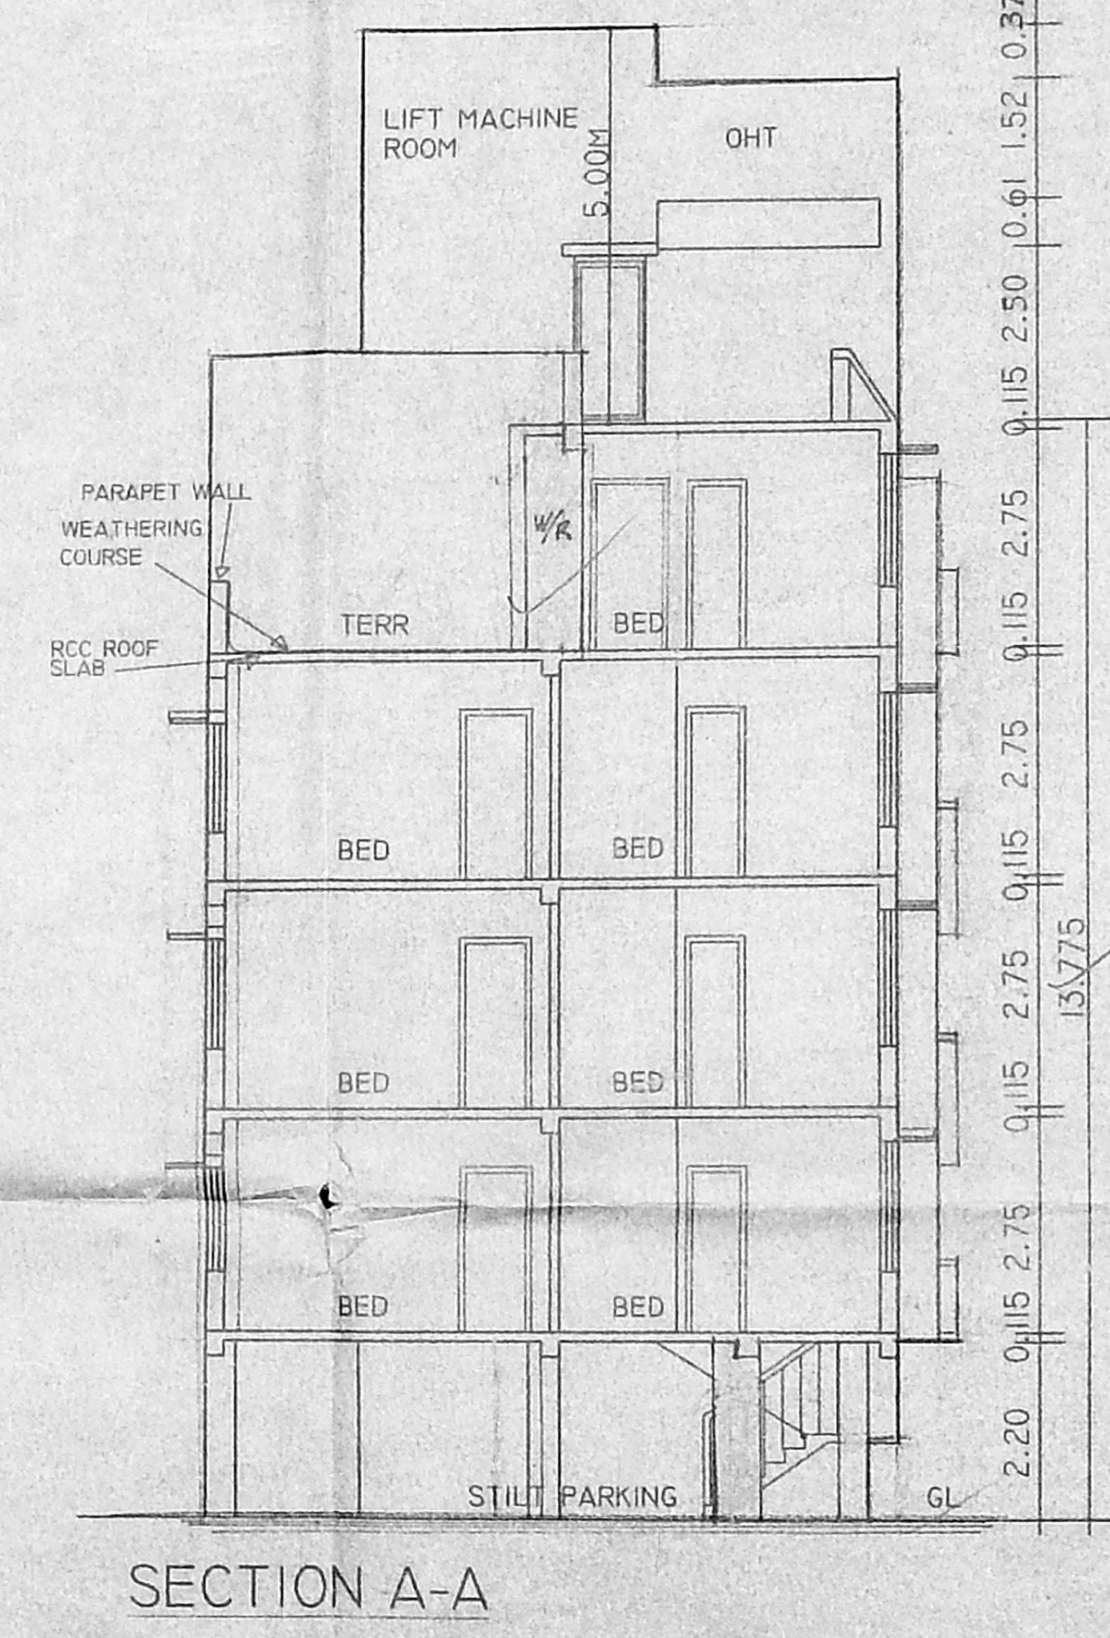 LIFT MACHINE
ROOM
5.00M
OHT
PARAPET WALL
WEATHERING
COURSE
RCC ROOF
SLAB
TERR
W/R
BED
BED
BED
BED
BED
BED
BED
STILT PARKING
GL
0.37
1.52
0.61
2.50
0.115
2.75
0.115
2.75
0.115
2.75
0.115
2.75
0.115
2.20
13.775
SECTION A-A